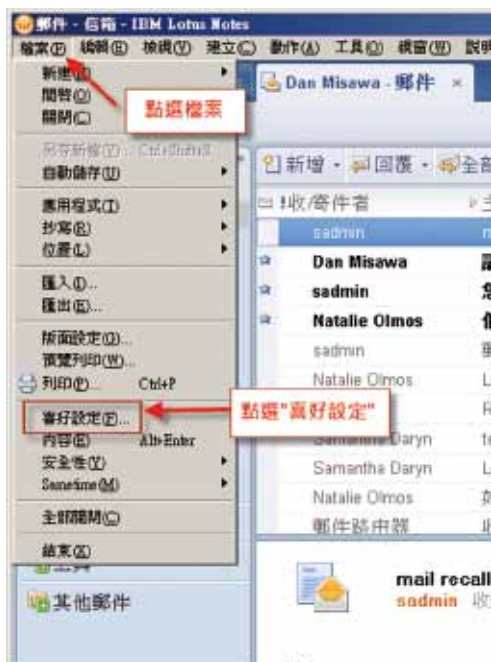 郵件 - 信箱 - IBM Lotus Notes
檔案(F) 編輯(E) 檢視(V) 建立(C) 動作(A) 工具(O) 視窗(W) 說明
新建
開啓(O)
關閉(C)
點選檔案
Dan Misawa - 郵件 ×
另存新檔(V)... Ctrl+Shift+S
自動儲存(U)
新增 回覆 全部
應用程式(T)
抄寫(R)
位置(L)
! 收/寄件者
sadmin
匯入(I)...
匯出(E)...
Dan Misawa
sadmin
Natalie Olmos
版面設定(G)...
預覽列印(W)...
列印(P)... Ctrl+P
sadmin
Natalie Olmos
喜好設定(F)...
點選"喜好設定"
內容(E) Alt+Enter
安全性(Y)
Sametime(M)
Samantha Daryn
Samantha Daryn
Natalie Olmos
郵件路由器
全部關閉(C)
結束(X)
其他郵件
mail recall
sadmin